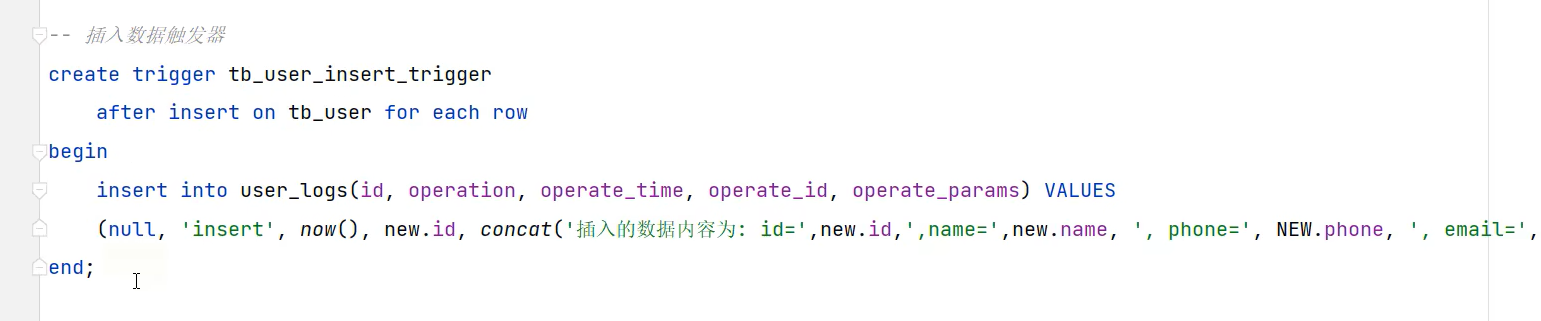 -- 插入数据触发器
create trigger tb_user_insert_trigger
    after insert on tb_user for each row
begin
    insert into user_logs(id, operation, operate_time, operate_id, operate_params) VALUES
    (null, 'insert', now(), new.id, concat('插入的数据内容为: id=',new.id,',name=',new.name, ', phone=', NEW.phone, ', email=',
end;